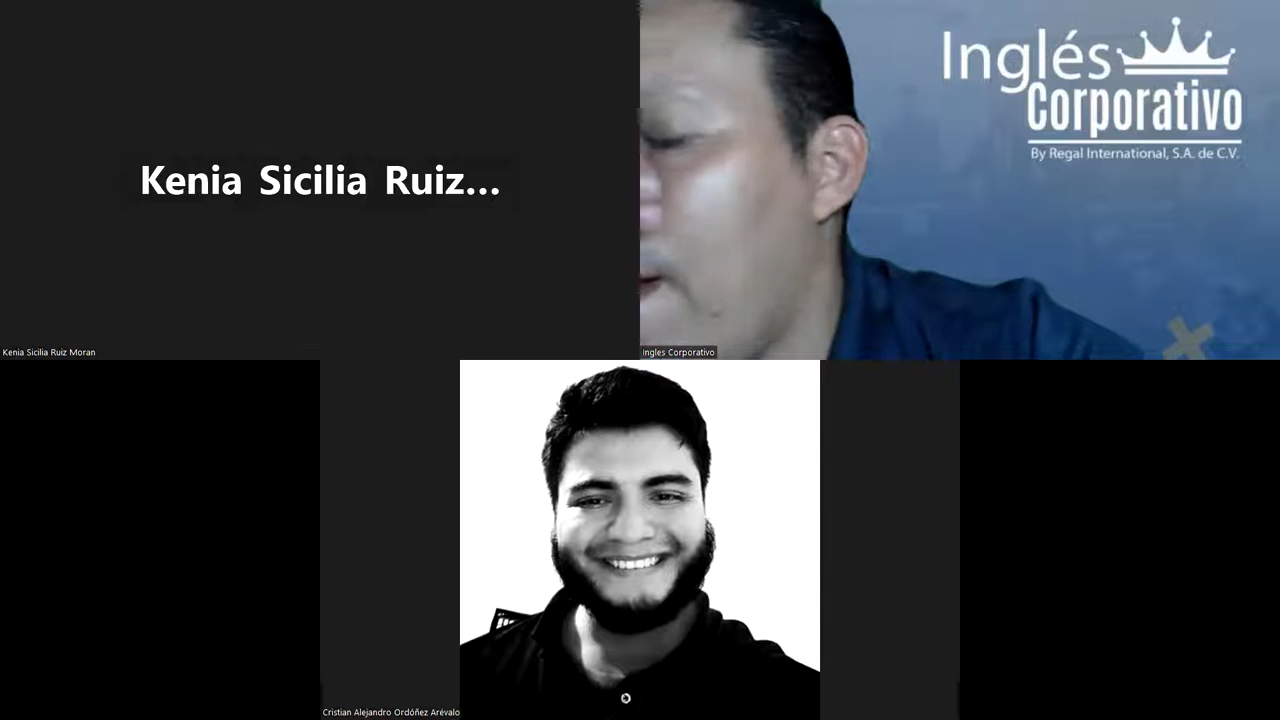 Kenia Sicilia Ruiz...
Kenia Sicilia Ruiz Moran
Inglés
Corporativo
By Regal International, S.A. de C.V.
Ingles Corporativo
Cristian Alejandro Ordóñez Arévalo